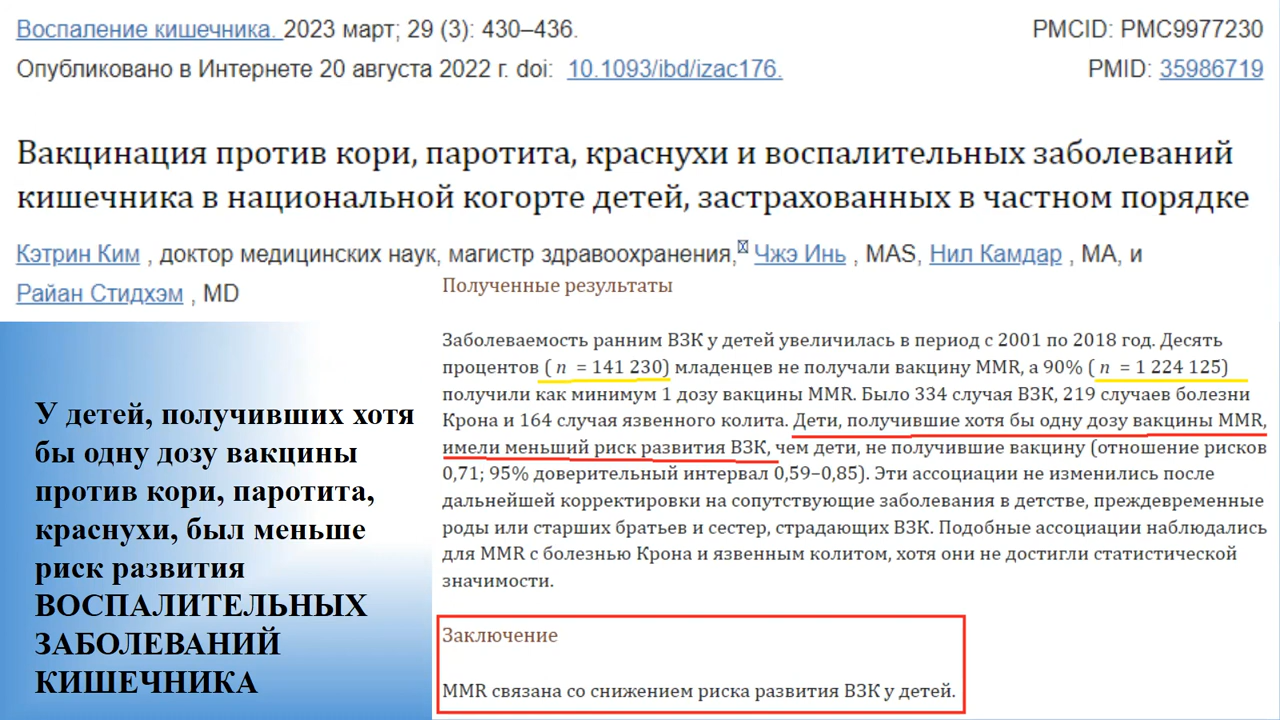 Воспаление кишечника. 2023 март; 29 (3): 430–436.
PMCID: PMC9977230
Опубликовано в Интернете 20 августа 2022 г. doi: 10.1093/ibd/izac176.
PMID: 35986719
Вакцинация против кори, паротита, краснухи и воспалительных заболеваний
кишечника в национальной когорте детей, застрахованных в частном порядке
Кэтрин Ким , доктор медицинских наук, магистр здравоохранения, Чжэ Инь , MAS, Нил Камдар , MA, и
Райан Стидхэм , MD
У детей, получивших хотя
бы одну дозу вакцины
против кори, паротита,
краснухи, был меньше
риск развития
ВОСПАЛИТЕЛЬНЫХ
ЗАБОЛЕВАНИЙ
КИШЕЧНИКА
Полученные результаты
Заболеваемость ранним ВЗК у детей увеличилась в период с 2001 по 2018 год. Десять
процентов ( n = 141 230) младенцев не получали вакцину MMR, а 90% ( n = 1 224 125)
получили как минимум 1 дозу вакцины MMR. Было 334 случая ВЗК, 219 случаев болезни
Крона и 164 случая язвенного колита. Дети, получившие хотя бы одну дозу вакцины MMR,
имели меньший риск развития ВЗК, чем дети, не получившие вакцину (отношение рисков
0,71; 95% доверительный интервал 0,59–0,85). Эти ассоциации не изменились после
дальнейшей корректировки на сопутствующие заболевания в детстве, преждевременные
роды или старших братьев и сестер, страдающих ВЗК. Подобные ассоциации наблюдались
для MMR с болезнью Крона и язвенным колитом, хотя они не достигли статистической
значимости.
Заключение
MMR связана со снижением риска развития ВЗК у детей.